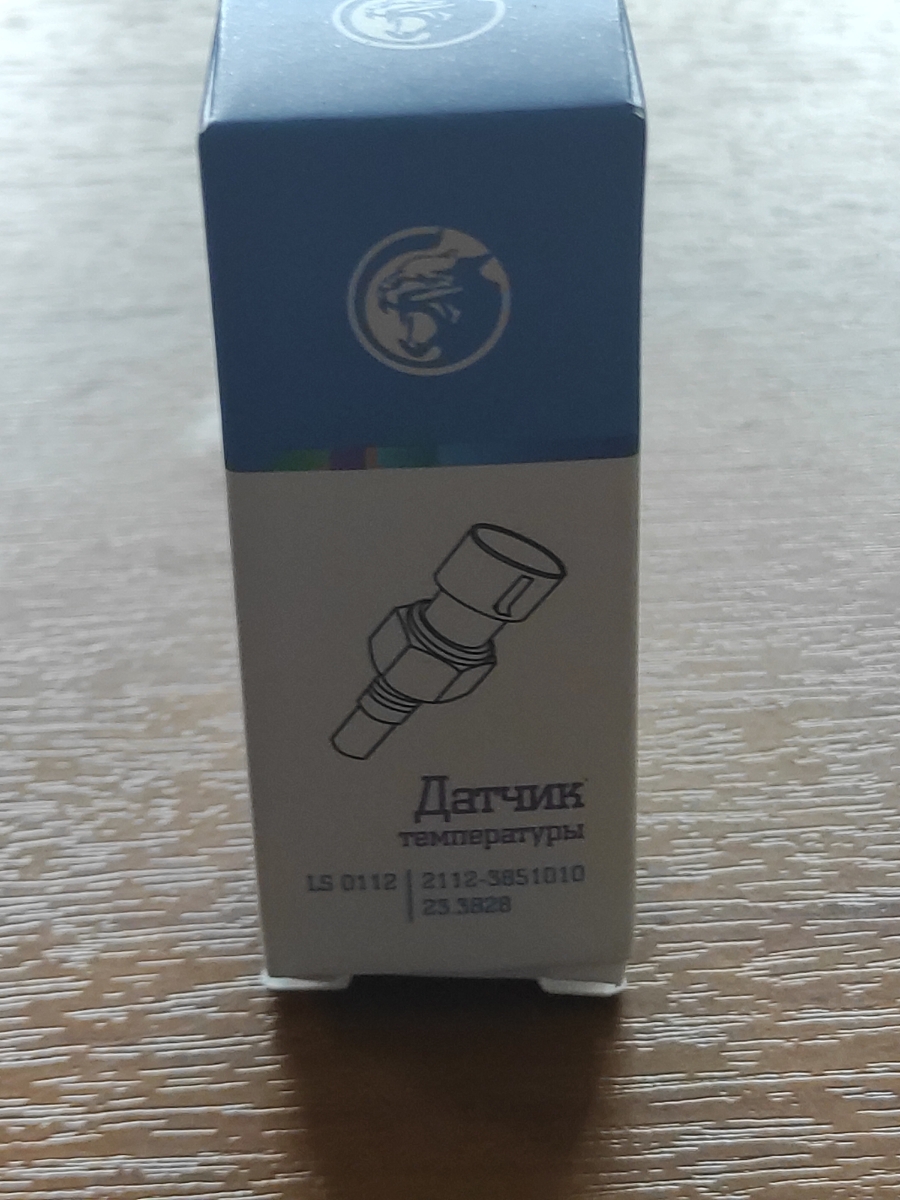 Датчик
температуры
LS 0112 | 2112-3851010
23.3828